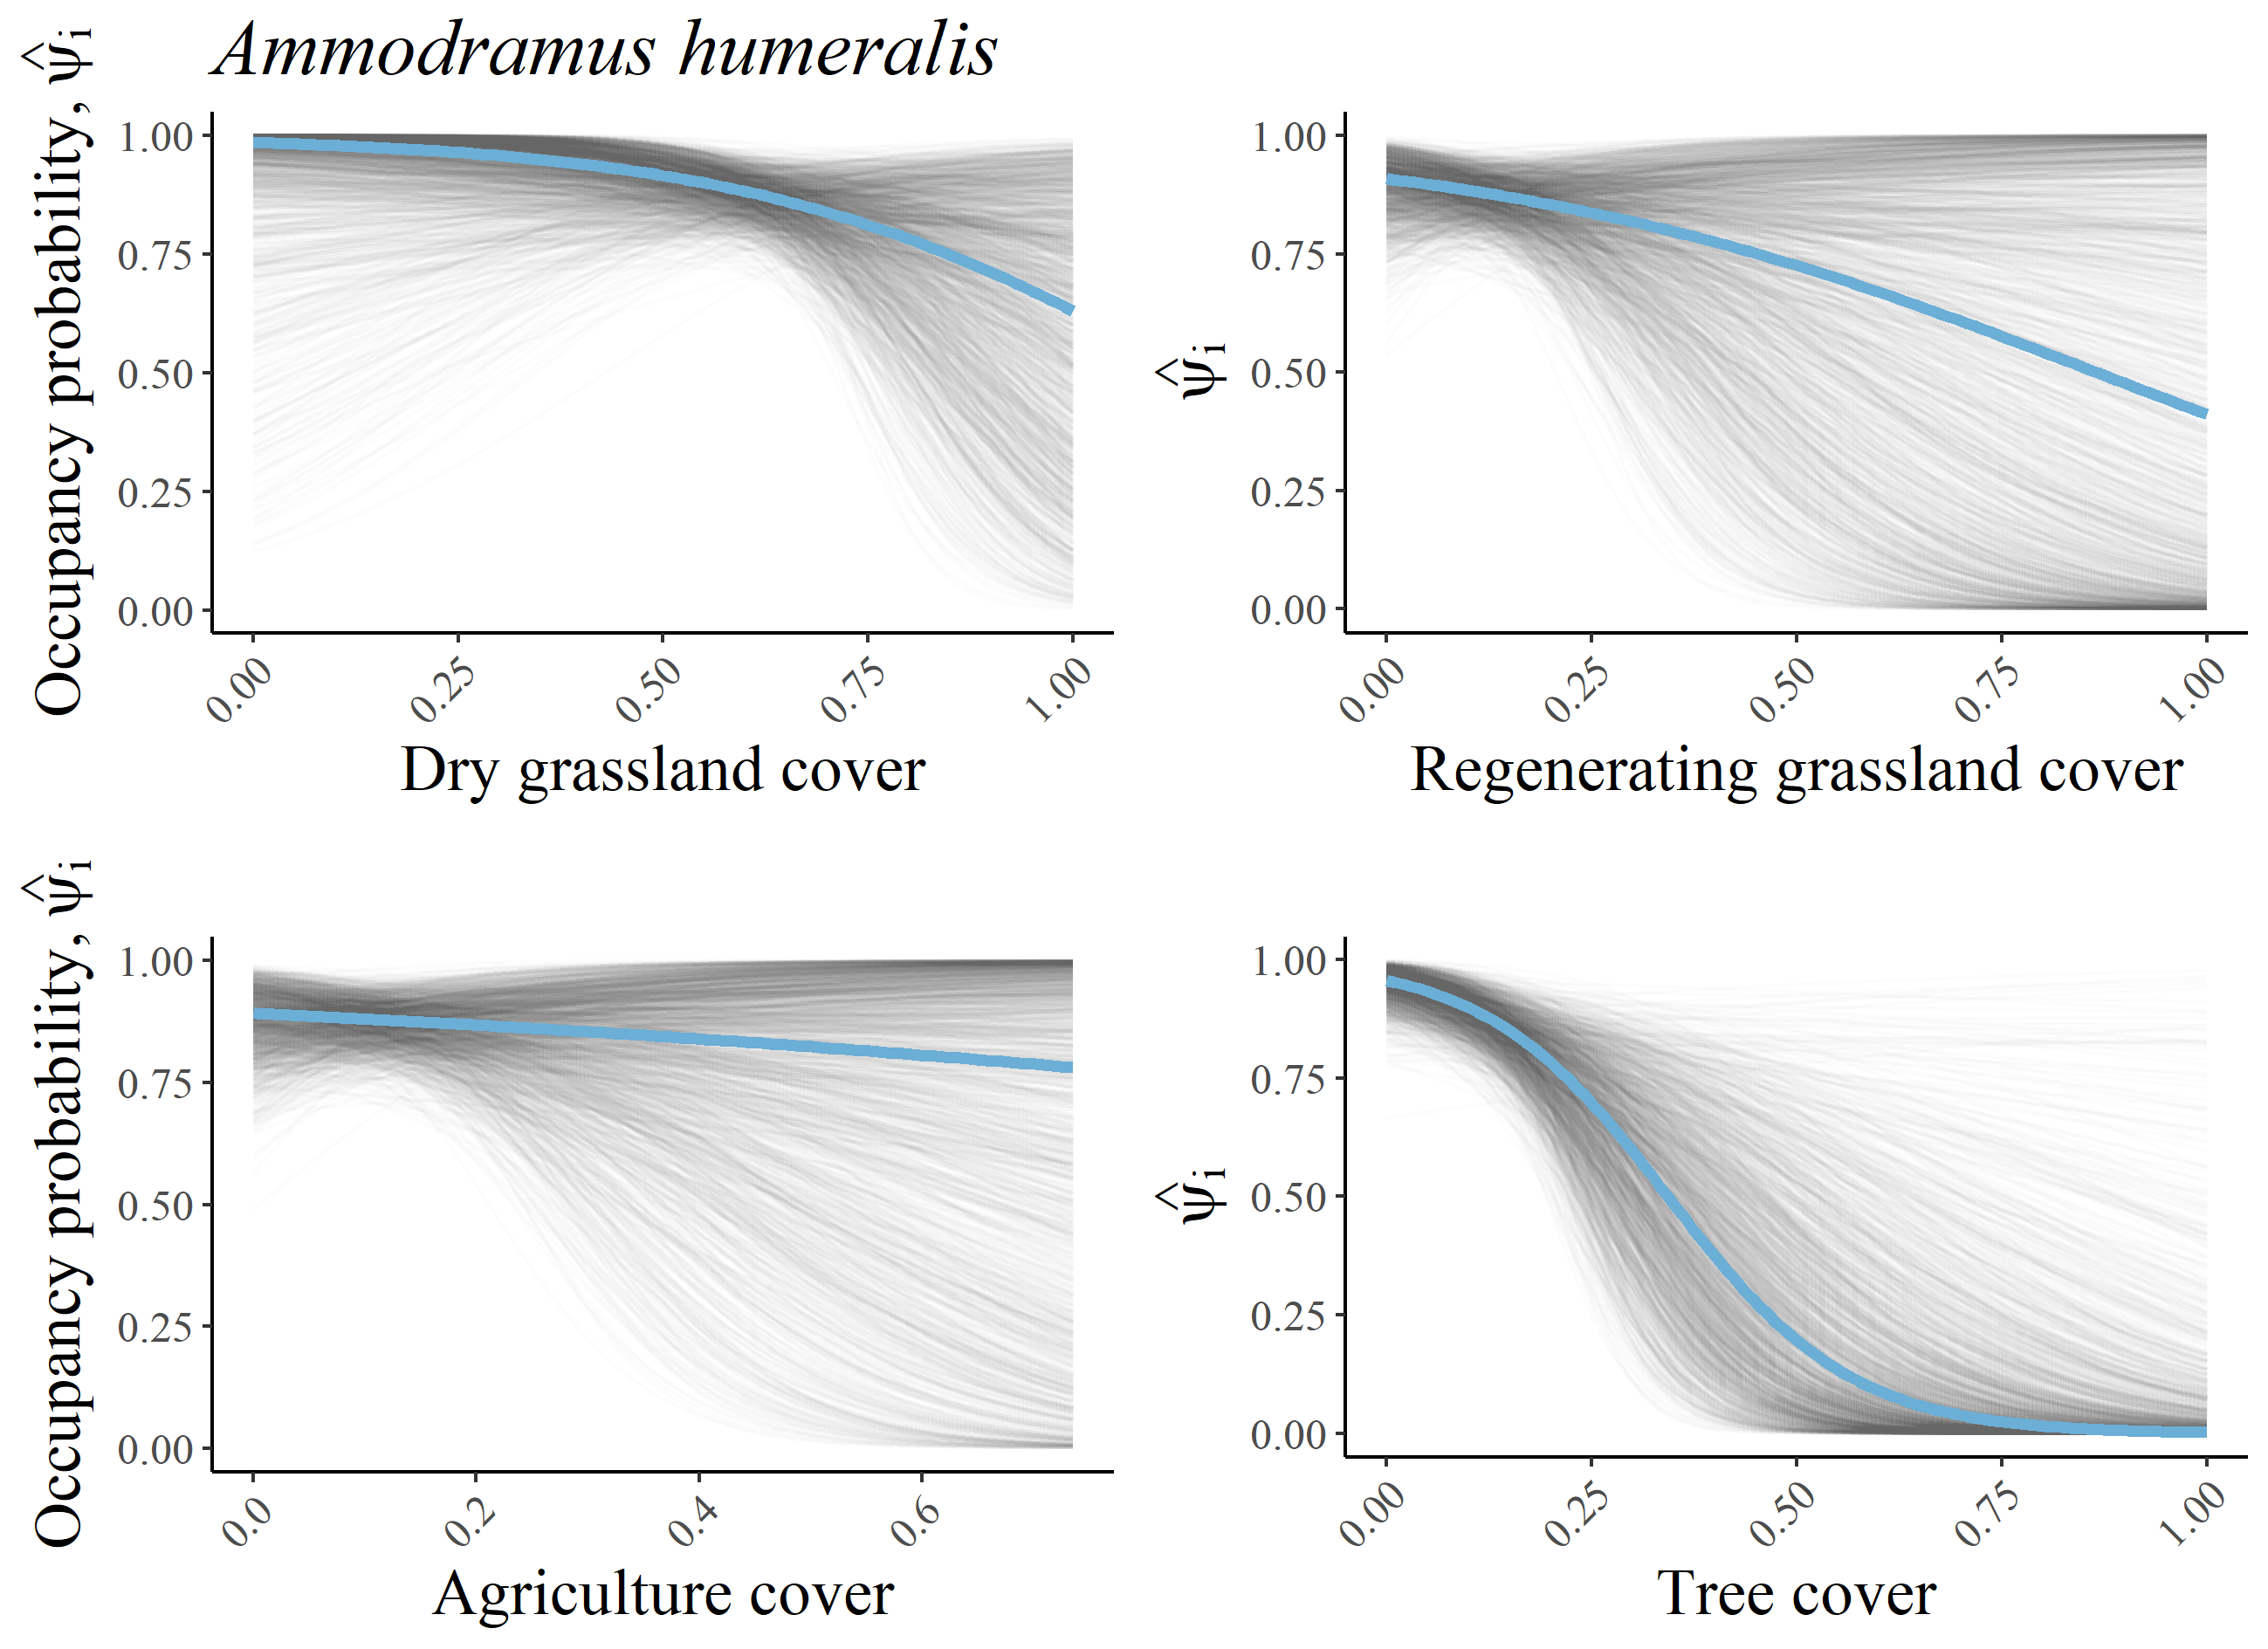 Ammodramus humeralis
Occupancy probability, ψ̂i
1.00
0.75
0.50
0.25
0.00
0.00 0.25 0.50 0.75 1.00
Dry grassland cover
ψ̂i
1.00
0.75
0.50
0.25
0.00
0.00 0.25 0.50 0.75 1.00
Regenerating grassland cover
Occupancy probability, ψ̂i
1.00
0.75
0.50
0.25
0.00
0.0 0.2 0.4 0.6
Agriculture cover
ψ̂i
1.00
0.75
0.50
0.25
0.00
0.00 0.25 0.50 0.75 1.00
Tree cover